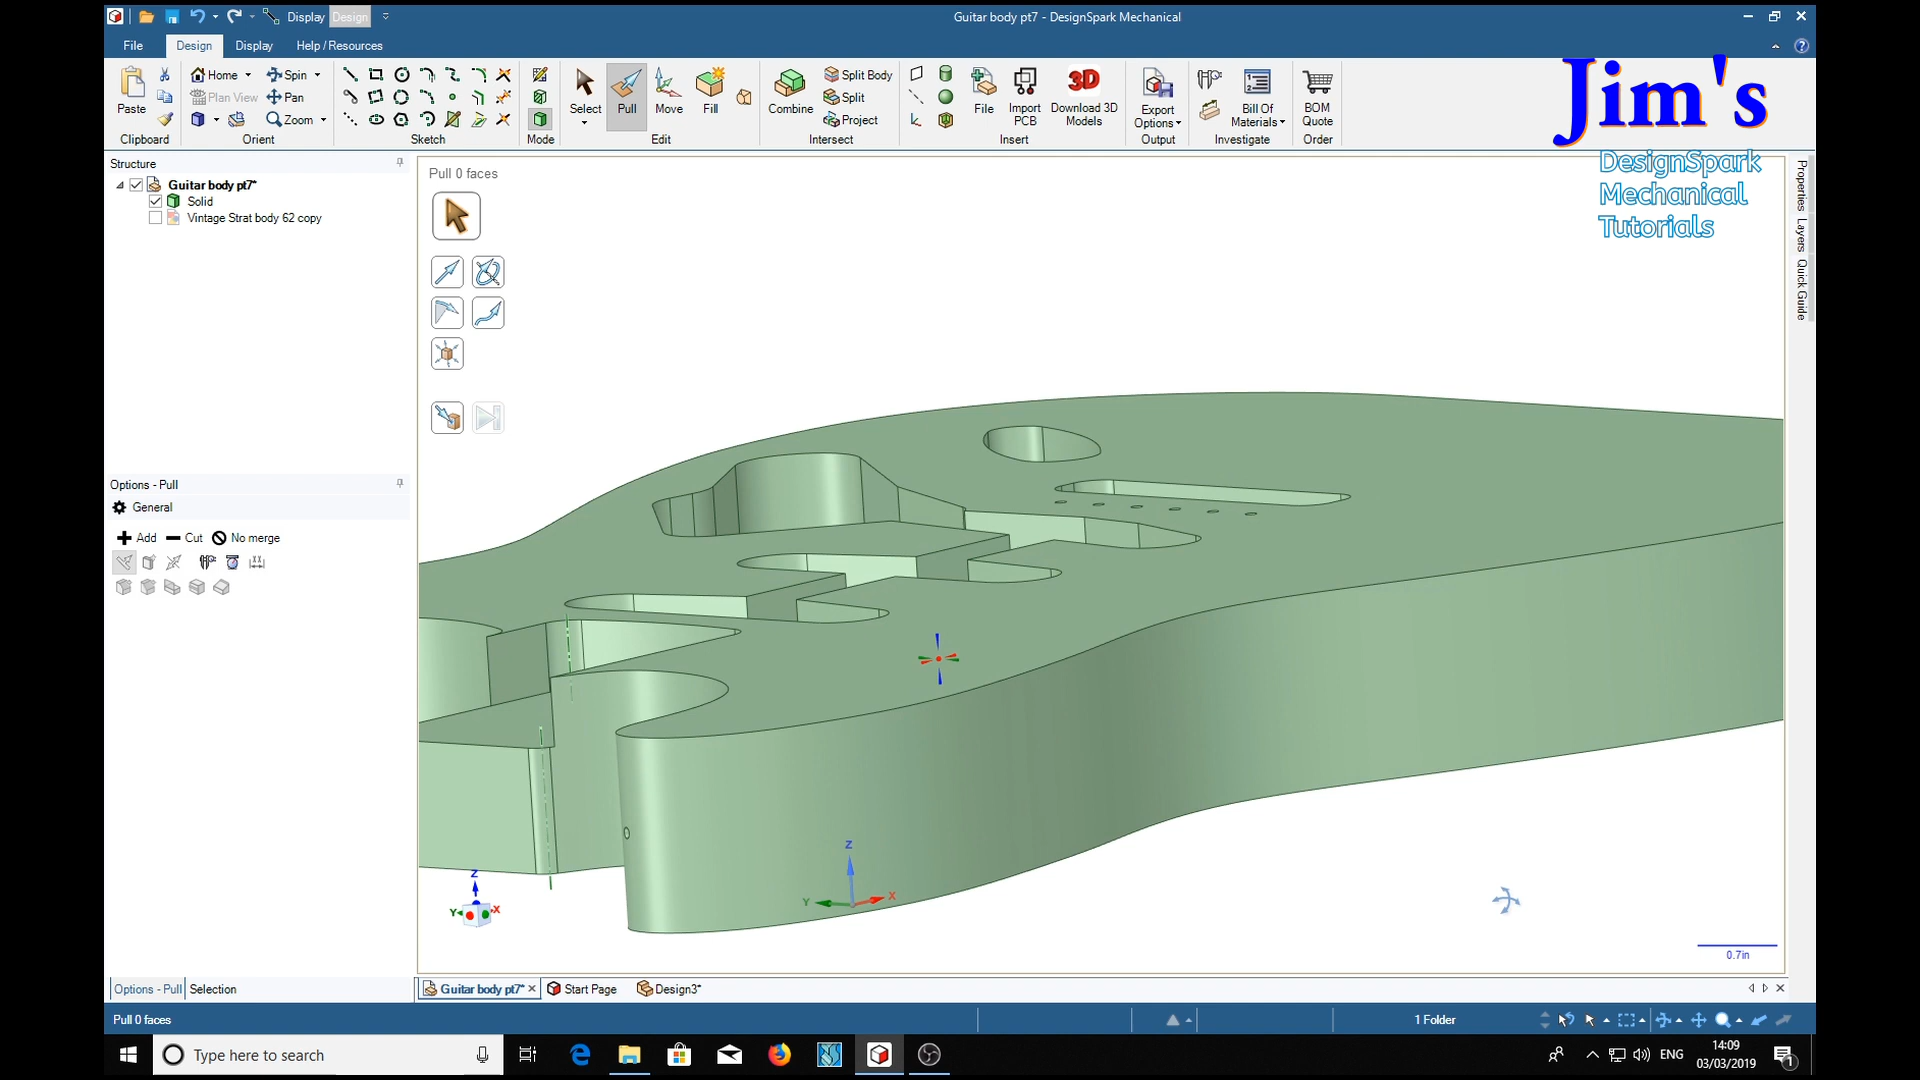 Display Design
Guitar body pt7 - DesignSpark Mechanical
File Design Display Help / Resources
Paste
Clipboard
Home Spin
Plan View Pan
Zoom
Orient
Sketch
Mode
Select Pull Move Fill
Edit
Combine
Split Body
Split
Project
Intersect
File
Import PCB
Download 3D Models
Insert
Export Options
Output
Bill Of Materials
Investigate
BOM Quote
Order
Jim's
DesignSpark
Mechanical
Tutorials
Structure
Guitar body pt7*
Solid
Vintage Strat body 62 copy
Pull 0 faces
Properties
Layers
Quick Guide
Options - Pull
General
Add Cut No merge
Z
Y X
Z
Y X
0.7in
Options - Pull Selection
Guitar body pt7* Start Page Design3*
Pull 0 faces
1 Folder
Type here to search
ENG
14:09
03/03/2019
1